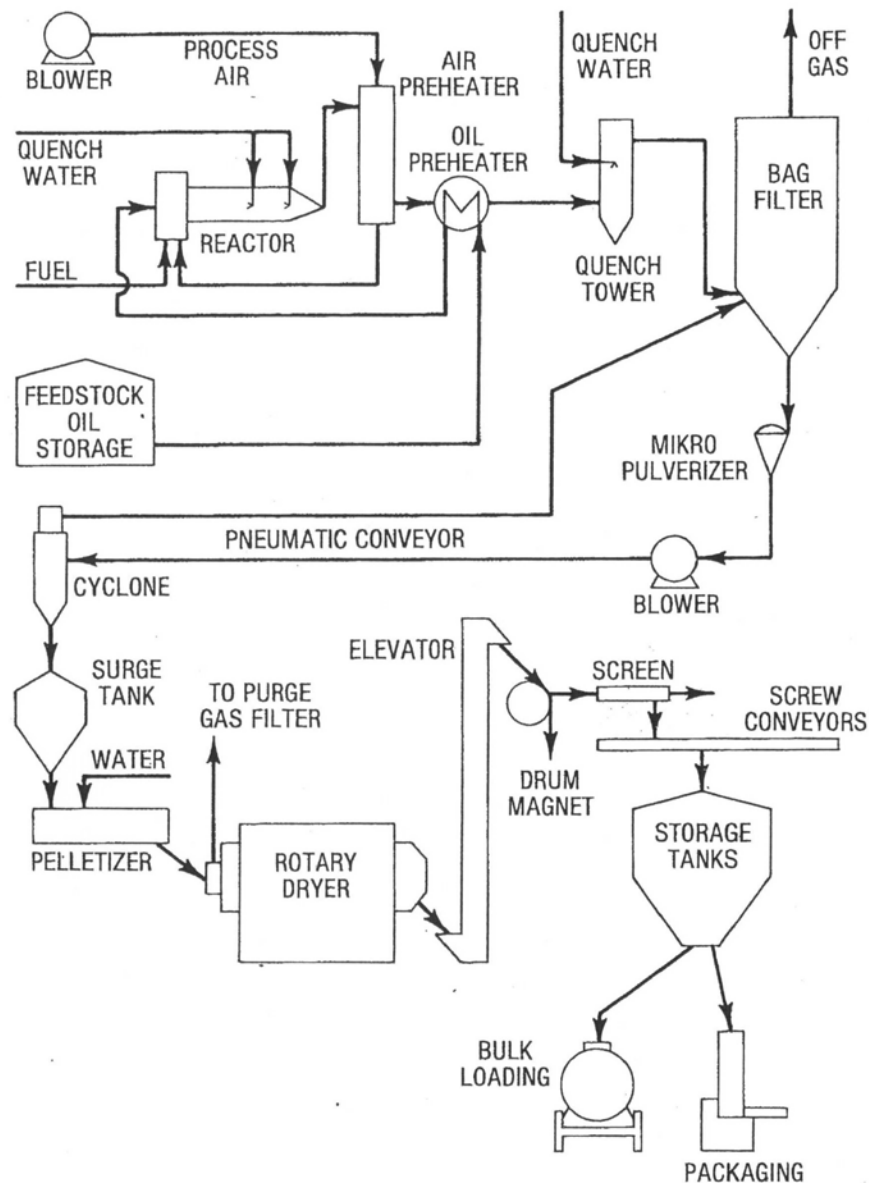 BLOWER
PROCESS
AIR
AIR
PREHEATER
QUENCH
WATER
OFF
GAS
QUENCH
WATER
OIL
PREHEATER
BAG
FILTER
REACTOR
FUEL
QUENCH
TOWER
FEEDSTOCK
OIL
STORAGE
MIKRO
PULVERIZER
PNEUMATIC CONVEYOR
CYCLONE
BLOWER
SURGE
TANK
TO PURGE
GAS FILTER
ELEVATOR
SCREEN
SCREW
CONVEYORS
WATER
DRUM
MAGNET
PELLETIZER
ROTARY
DRYER
STORAGE
TANKS
BULK
LOADING
PACKAGING